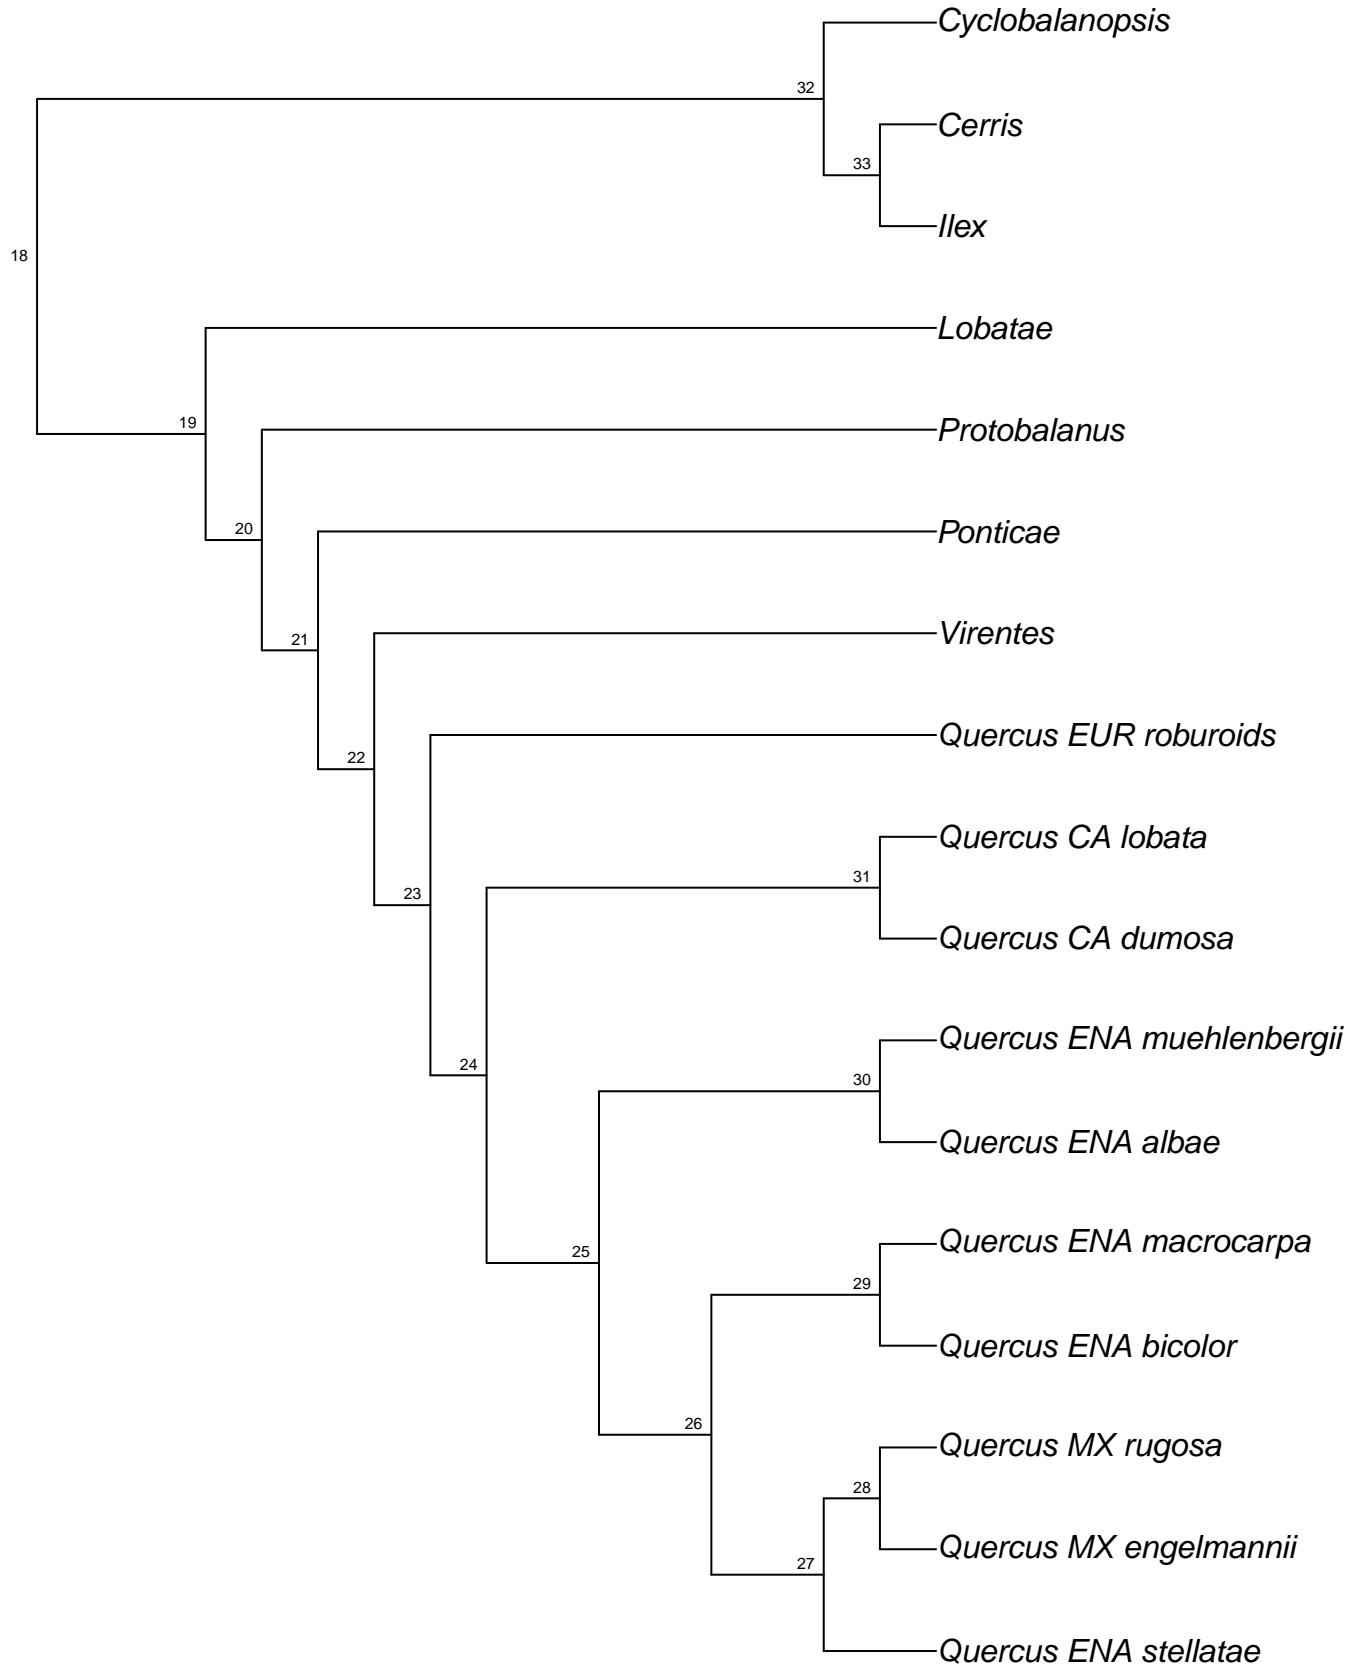 Cyclobalanopsis
32
Cerris
33
Ilex
18
Lobatae
19
Protobalanus
20
Ponticae
21
Virentes
22
Quercus EUR roburoids
Quercus CA lobata
31
23
Quercus CA dumosa
Quercus ENA muehlenbergii
24
30
Quercus ENA albae
Quercus ENA macrocarpa
25
29
Quercus ENA bicolor
26
Quercus MX rugosa
28
Quercus MX engelmannii
27
Quercus ENA stellatae